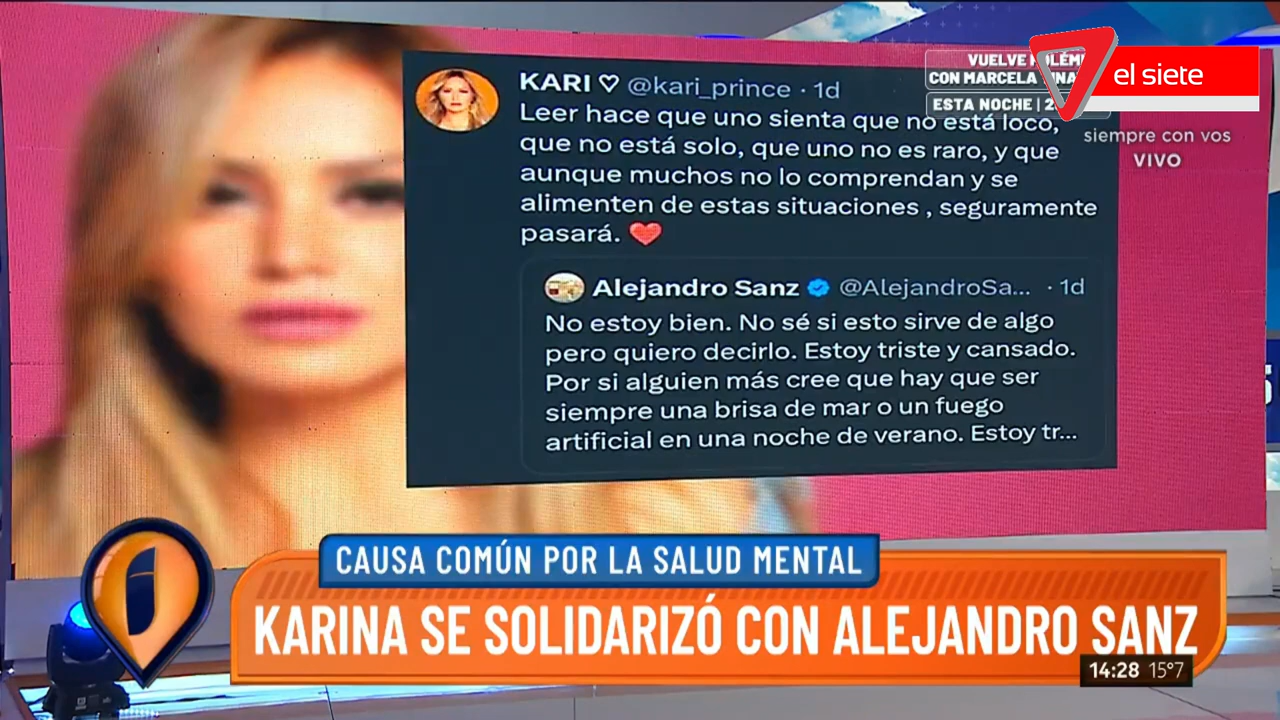 KARI ♡ @kari_prince · 1d
Leer hace que uno sienta que no está loco,
que no está solo, que uno no es raro, y que
aunque muchos no lo comprendan y se
alimenten de estas situaciones , seguramente
pasará. ❤️
Alejandro Sanz @AlejandroSa... · 1d
No estoy bien. No sé si esto sirve de algo
pero quiero decirlo. Estoy triste y cansado.
Por si alguien más cree que hay que ser
siempre una brisa de mar o un fuego
artificial en una noche de verano. Estoy tr...
VUELVE
CON MARCELA
ESTA NOCHE |
el siete
siempre con vos
VIVO
CAUSA COMÚN POR LA SALUD MENTAL
KARINA SE SOLIDARIZÓ CON ALEJANDRO SANZ
14:28 15°7